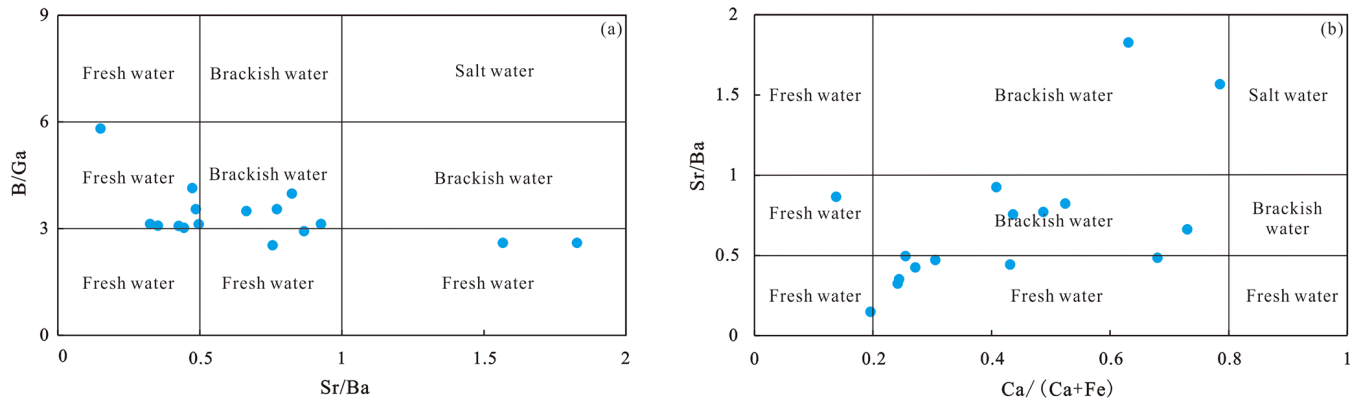 (a)
9
6
3
0
B/Ga
Fresh water
Brackish water
Salt water
Fresh water
Brackish water
Brackish water
Fresh water
Fresh water
Fresh water
0
0.5
1
1.5
2
Sr/Ba
(b)
2
1.5
1
0.5
0
Sr/Ba
Fresh water
Brackish water
Salt water
Fresh water
Brackish water
Brackish
water
Fresh water
Fresh water
Fresh water
0
0.2
0.4
0.6
0.8
1
Ca/(Ca+Fe)